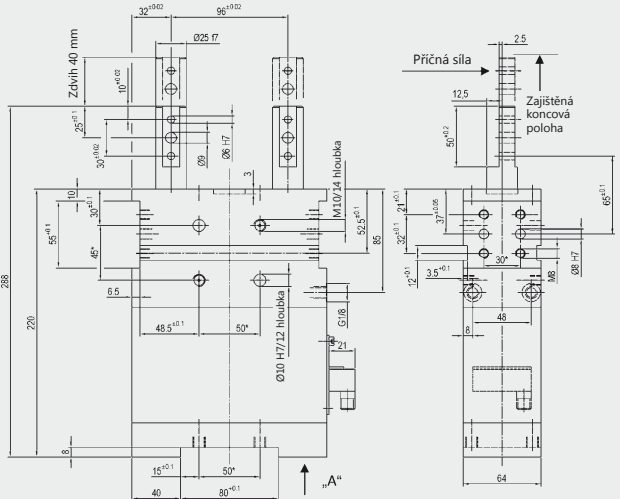 32±0.02
96±0.02
Ø25 f7
2.5
Příčná síla
Zajištěná
koncová
poloha
Zdvih 40 mm
10±0.02
12,5
25±0.1
30±0.02
Ø9
Ø6 H7
50±0.2
65±0.1
3
M10/14 hloubka
10
30±0.1
55±0.1
45*
52.5±0.1
85
21±0.1
37±0.05
32±0.1
12±0.1
30*
3.5±0.1
M8
Ø8 H7
288
220
6.5
48.5±0.1
50*
Ø10 H7/12 hloubka
G1/8
21
48
8
8
15±0.1
50*
40
80+0.1
„A"
64